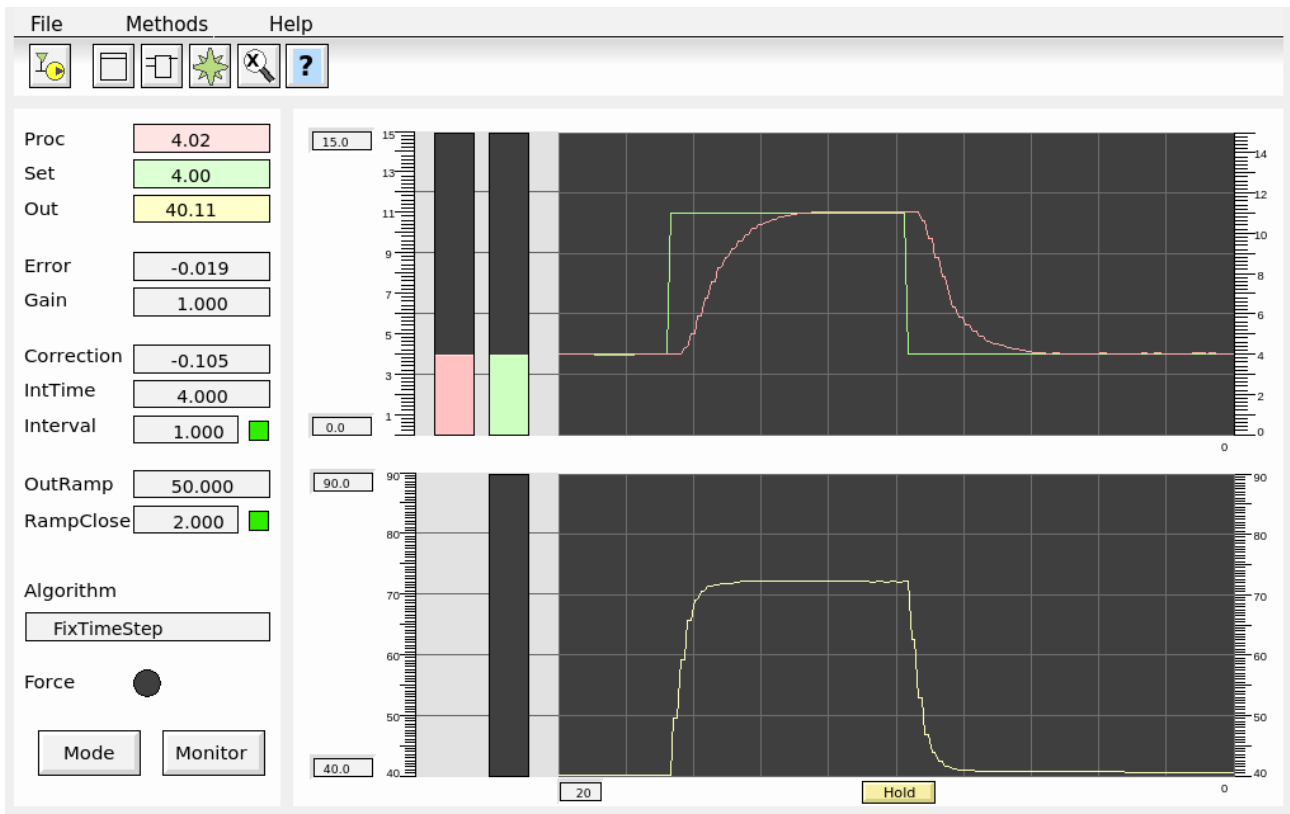 File Methods Help
X ?
Proc 4.02
Set 4.00
Out 40.11
Error -0.019
Gain 1.000
Correction -0.105
IntTime 4.000
Interval 1.000
OutRamp 50.000
RampClose 2.000
Algorithm
FixTimeStep
Force
Mode Monitor
15.0
0.0
15
13
11
9
7
5
3
1
14
12
10
8
6
4
2
0
0
90.0
40.0
90
80
70
60
50
40
90
80
70
60
50
40
20 Hold 0